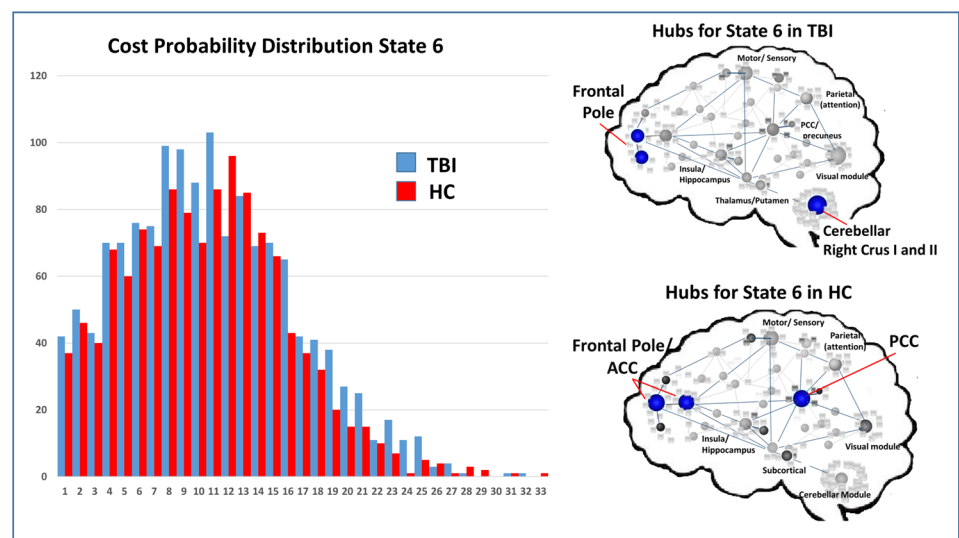 Cost Probability Distribution State 6
120
100
80
60
40
20
0
TBI
HC
1 2 3 4 5 6 7 8 9 10 11 12 13 14 15 16 17 18 19 20 21 22 23 24 25 26 27 28 29 30 31 32 33
Hubs for State 6 in TBI
Motor/ Sensory
Frontal
Pole
Parietal
(attention)
PCC/
precuneus
Insula/
Hippocampus
Visual module
Thalamus/Putamen
Cerebellar
Right Crus I and II
Hubs for State 6 in HC
Motor/ Sensory
Frontal Pole/
ACC
Parietal
(attention)
PCC
Insula/
Hippocampus
Visual module
Subcortical
Cerebellar Module